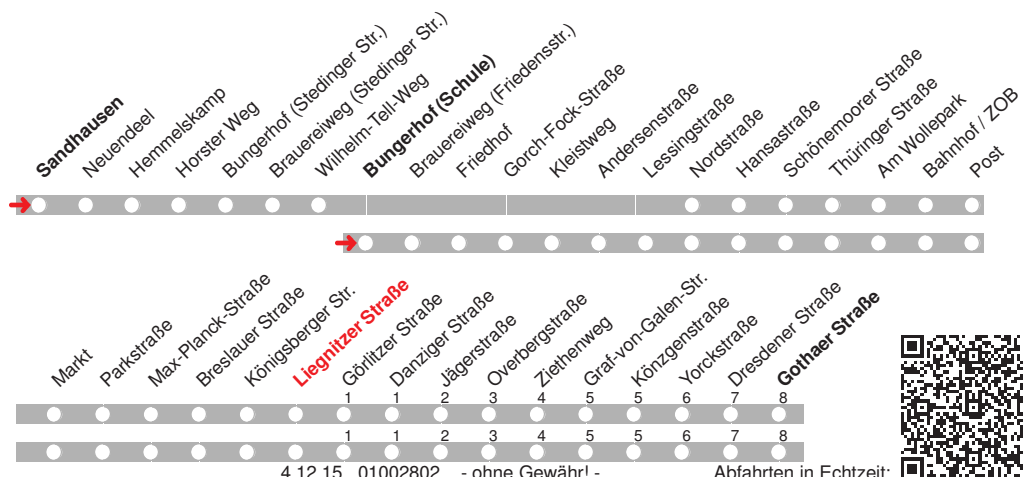 Sandhausen
Neuendeel
Hemmelskamp
Horster Weg
Bungerhof (Stedinger Str.)
Brauereiweg (Stedinger Str.)
Wilhelm-Tell-Weg
Bungerhof (Schule)
Brauereiweg (Friedensstr.)
Friedhof
Gorch-Fock-Straße
Kleistweg
Andersenstraße
Lessingstraße
Nordstraße
Hansastraße
Schönemoorer Straße
Thüringer Straße
Am Wollepark
Bahnhof / ZOB
Post
Markt
Parkstraße
Max-Planck-Straße
Breslauer Straße
Königsberger Str.
Liegnitzer Straße
Görlitzer Straße
Danziger Straße
Jägerstraße
Overbergstraße
Ziethenweg
Graf-von-Galen-Str.
Könzgenstraße
Yorckstraße
Dresdener Straße
Gothaer Straße
1 1 2 3 4 5 5 6 7 8
1 1 2 3 4 5 5 6 7 8
4.12.15 01002802 - ohne Gewähr! - Abfahrten in Echtzeit: